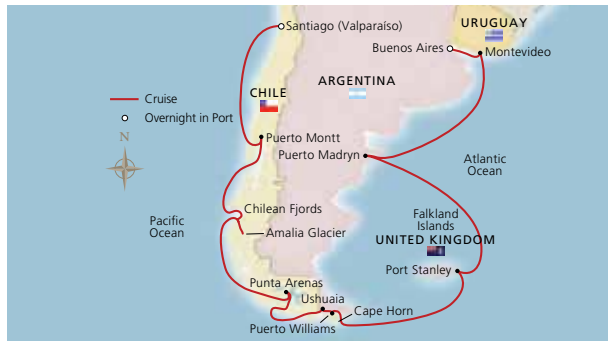 URUGUAY
Santiago (Valparaíso)
Buenos Aires
Montevideo
ARGENTINA
CHILE
Cruise
Overnight in Port
N
Puerto Montt
Puerto Madryn
Atlantic
Ocean
Chilean Fjords
Falkland
Islands
Pacific
Ocean
Amalia Glacier
UNITED KINGDOM
Port Stanley
Punta Arenas
Ushuaia
Cape Horn
Puerto Williams